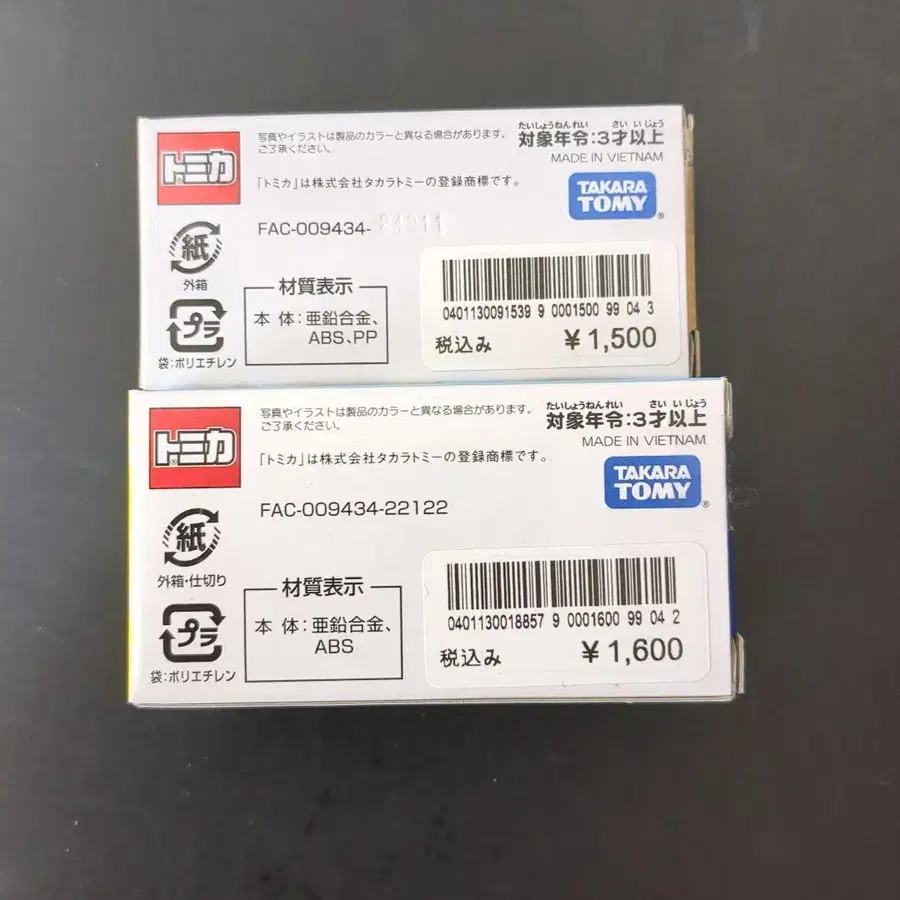 トミカ
写真やイラストは製品のカラーと異なる場合があります。
ご了承ください。
たいしょうねんれい さい いじょう
対象年令:3才以上
MADE IN VIETNAM
「トミカ」は株式会社タカラトミーの登録商標です。
TAKARA
TOMY®
紙
外箱
FAC-009434-
プラ
袋:ポリエチレン
材質表示
本 体:亜鉛合金、
ABS、PP
0401130091539 9 0001500 99 04 3
税込み ¥1,500
トミカ
写真やイラストは製品のカラーと異なる場合があります。
ご了承ください。
たいしょうねんれい さい いじょう
対象年令:3才以上
MADE IN VIETNAM
「トミカ」は株式会社タカラトミーの登録商標です。
TAKARA
TOMY®
紙
外箱・仕切り
FAC-009434-22122
プラ
袋:ポリエチレン
材質表示
本 体:亜鉛合金、
ABS
0401130018857 9 0001600 99 04 2
税込み ¥1,600